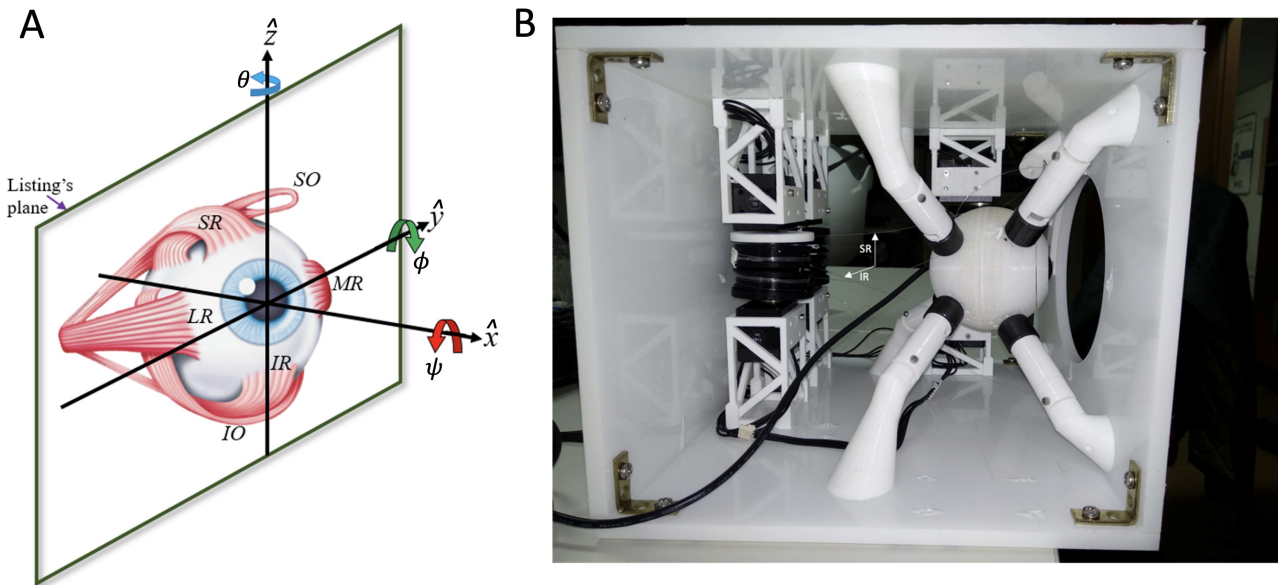 A
B
ẑ
θ
SO
Listing's
plane
SR
ŷ
ϕ
MR
LR
x̂
IR
ψ
IO
SR
IR